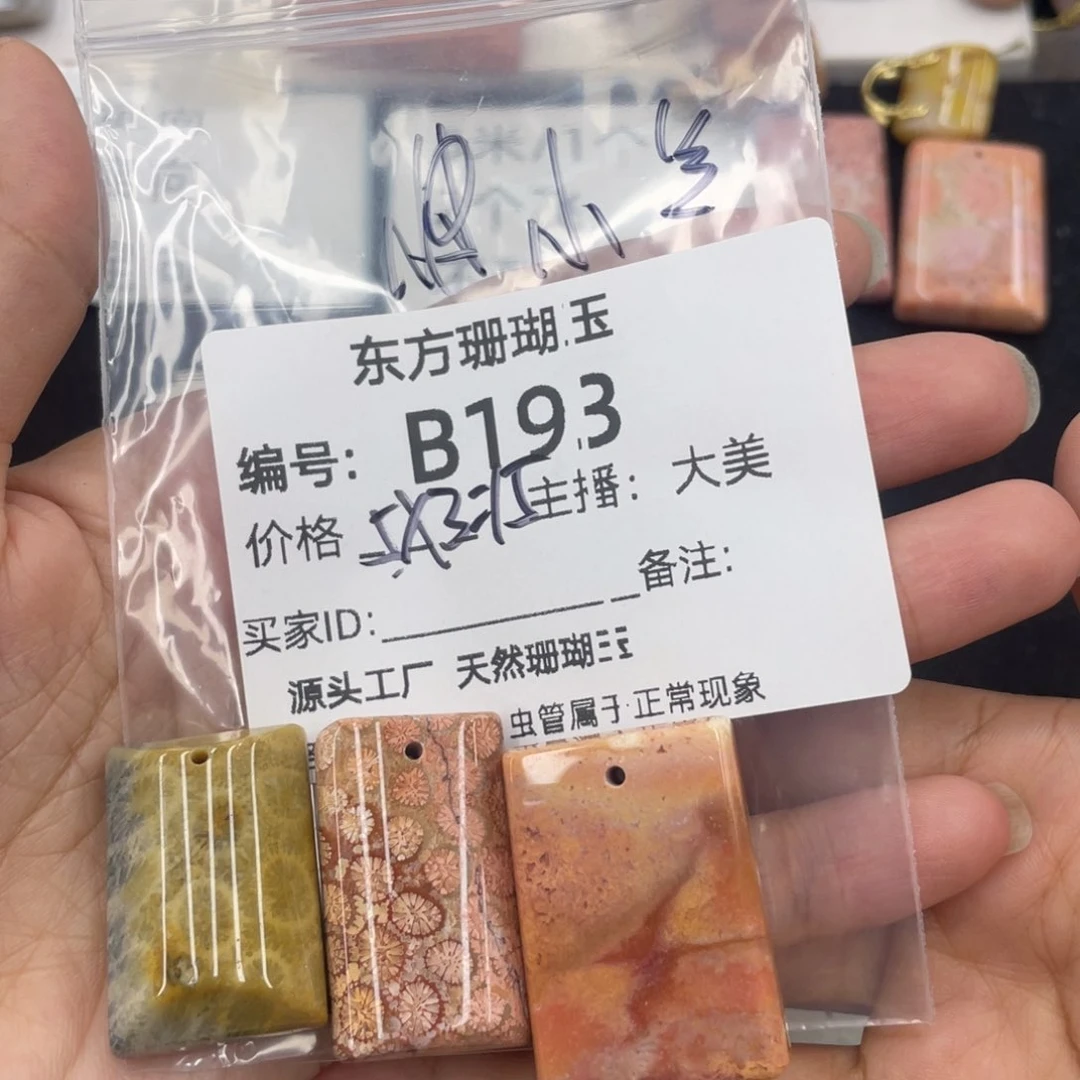 东方珊瑚玉
编号: B193
价格 主播: 大美
买家ID:__________ 备注:
源头工厂 天然珊瑚玉
虫管属于正常现象